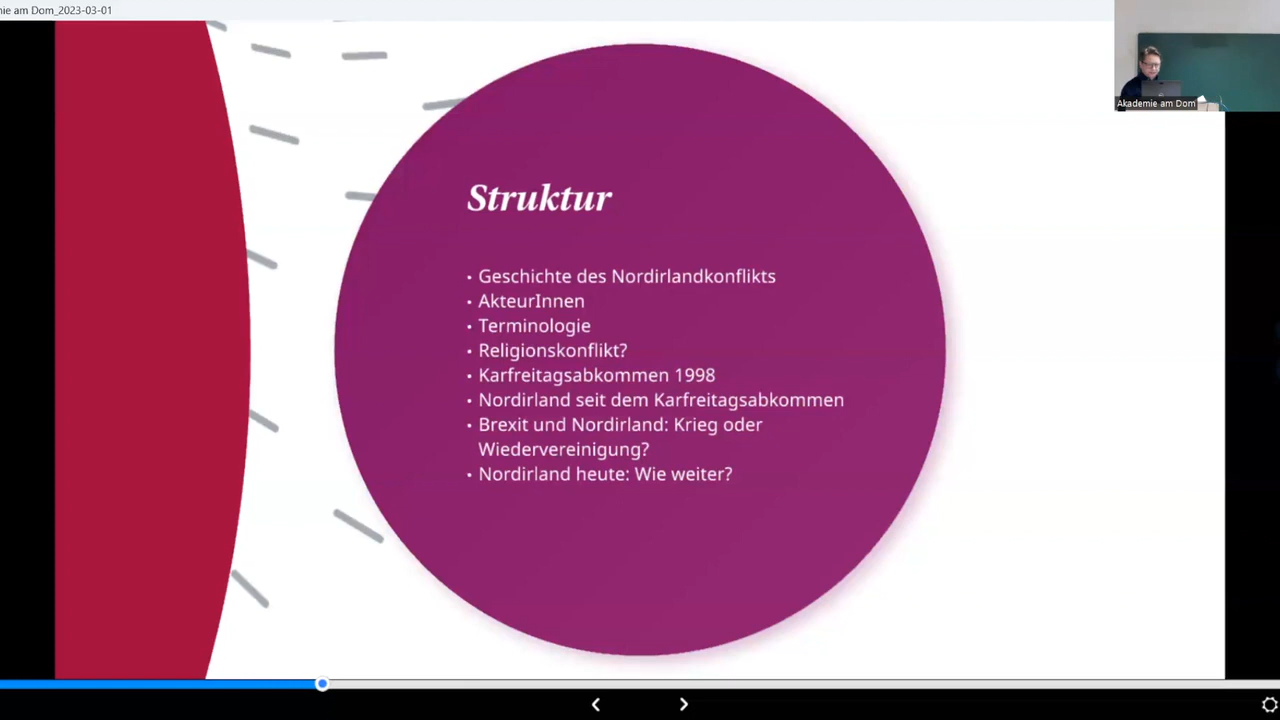 ie am Dom_2023-03-01
Akademie am Dom
Struktur
• Geschichte des Nordirlandkonflikts
• AkteurInnen
• Terminologie
• Religionskonflikt?
• Karfreitagsabkommen 1998
• Nordirland seit dem Karfreitagsabkommen
• Brexit und Nordirland: Krieg oder
Wiedervereinigung?
• Nordirland heute: Wie weiter?